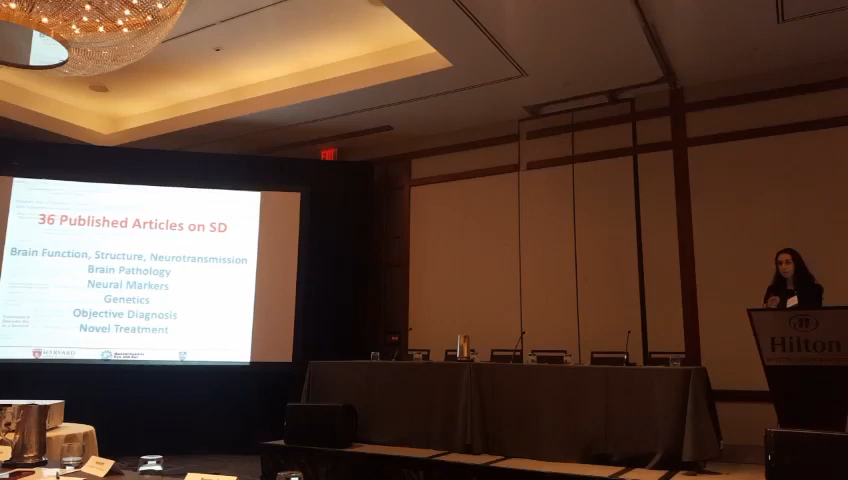 EXIT
36 Published Articles on SD
Brain Function, Structure, Neurotransmission
Brain Pathology
Neural Markers
Genetics
Objective Diagnosis
Novel Treatment
HARVARD
Hilton